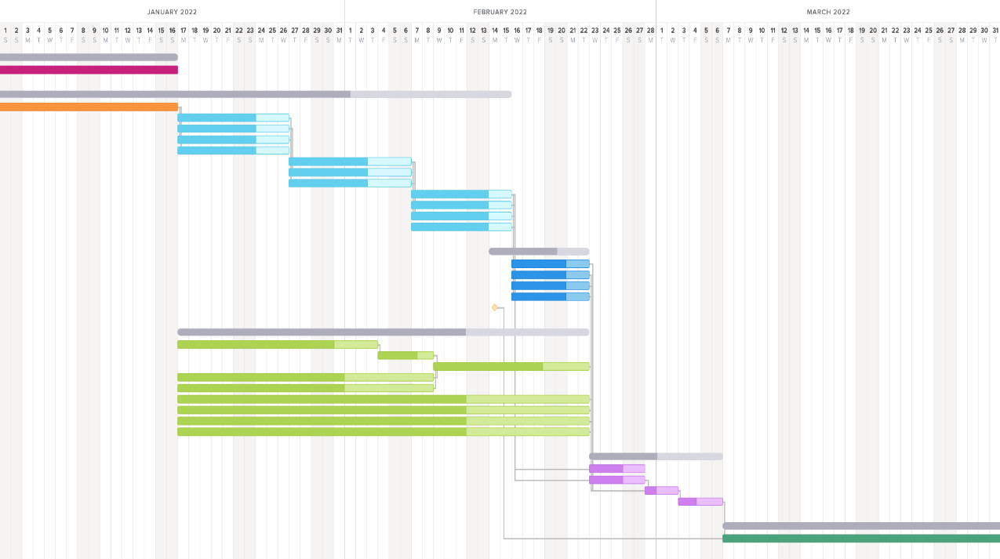 JANUARY 2022 FEBRUARY 2022 MARCH 2022
1 2 3 4 5 6 7 8 9 10 11 12 13 14 15 16 17 18 19 20 21 22 23 24 25 26 27 28 29 30 31 1 2 3 4 5 6 7 8 9 10 11 12 13 14 15 16 17 18 19 20 21 22 23 24 25 26 27 28 1 2 3 4 5 6 7 8 9 10 11 12 13 14 15 16 17 18 19 20 21 22 23 24 25 26 27 28 29 30 31
S S M T W T F S S M T W T F S S M T W T F S S M T W T F S S M T W T F S S M T W T F S S M T W T F S S M T W T F S S M T W T F S S M T W T F S S M T W T F S S M T W T F S S M T W T